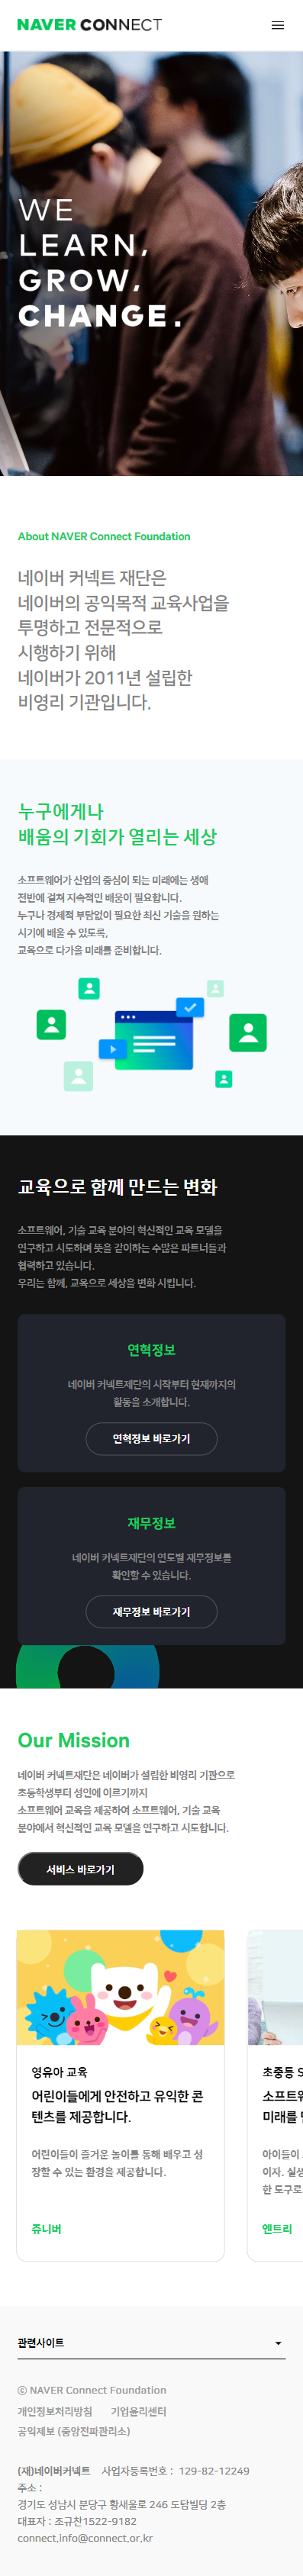 NAVER CONNECT
WE
LEARN,
GROW,
CHANGE.
About NAVER Connect Foundation
네이버 커넥트 재단은
네이버의 공익목적 교육사업을
투명하고 전문적으로
시행하기 위해
네이버가 2011년 설립한
비영리 기관입니다.
누구에게나
배움의 기회가 열리는 세상
소프트웨어가 산업의 중심이 되는 미래에는 생애
전반에 걸쳐 지속적인 배움이 필요합니다.
누구나 경제적 부담없이 필요한 최신 기술을 원하는
시기에 배울 수 있도록,
교육으로 다가올 미래를 준비합니다.
교육으로 함께 만드는 변화
소프트웨어, 기술 교육 분야의 혁신적인 교육 모델을
연구하고 시도하며 뜻을 같이하는 수많은 파트너들과
협력하고 있습니다.
우리는 함께, 교육으로 세상을 변화 시킵니다.
연혁정보
네이버 커넥트재단의 시작부터 현재까지의
활동을 소개합니다.
연혁정보 바로가기
재무정보
네이버 커넥트재단의 연도별 재무정보를
확인할 수 있습니다.
재무정보 바로가기
Our Mission
네이버 커넥트재단은 네이버가 설립한 비영리 기관으로
초등학생부터 성인에 이르기까지
소프트웨어 교육을 제공하며 소프트웨어, 기술 교육
분야에서 혁신적인 교육 모델을 연구하고 시도합니다.
서비스 바로가기
영유아 교육
어린이들에게 안전하고 유익한 콘
텐츠를 제공합니다.
어린이들이 즐거운 놀이를 통해 배우고 성
장할 수 있는 환경을 제공합니다.
쥬니버
초중등 S
소프트웨
미래를 만
아이들이
이자. 실생
한 도구로
엔트리
관련사이트
ⓒ NAVER Connect Foundation
개인정보처리방침 기업윤리센터
공익제보 (중앙전파관리소)
(재)네이버커넥트 사업자등록번호 : 129-82-12249
주소 :
경기도 성남시 분당구 황새울로 246 도담빌딩 2층
대표자 : 조규찬1522-9182
connect.info@connect.or.kr